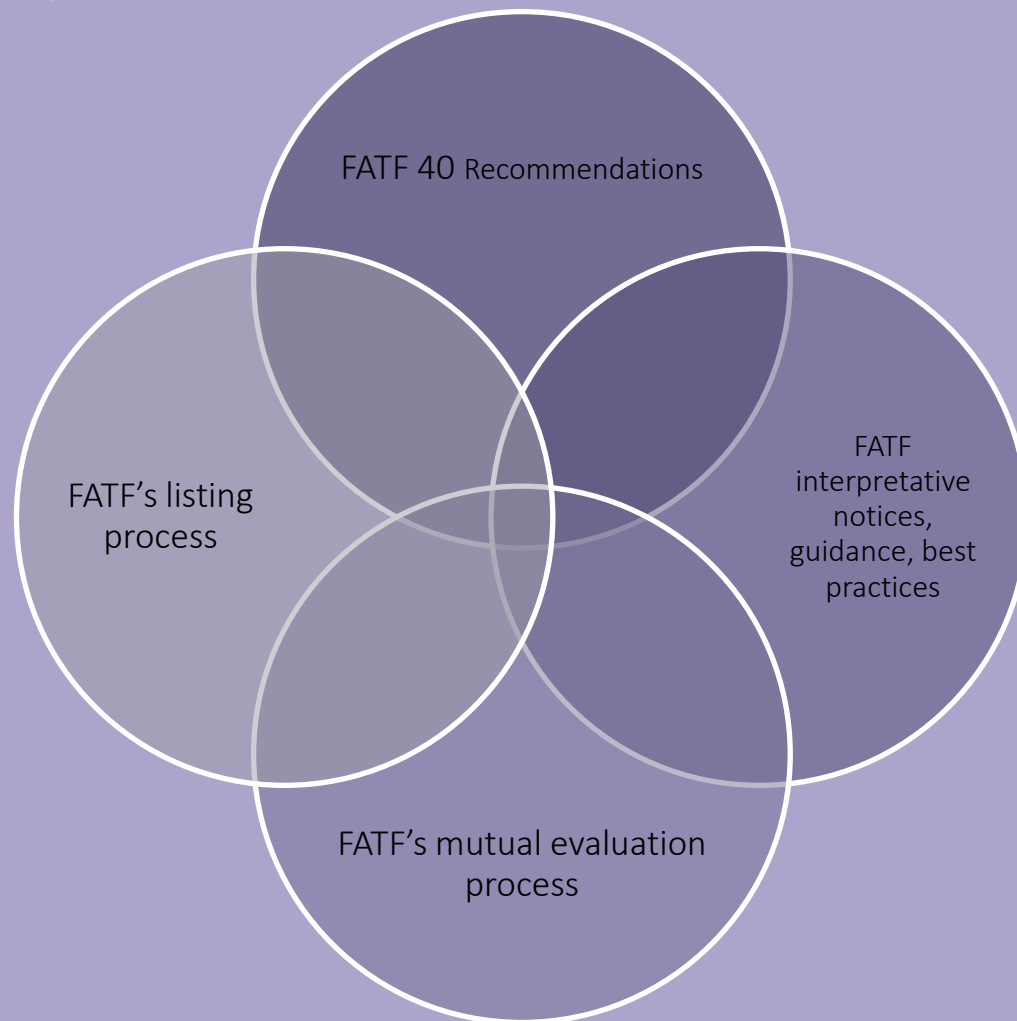 FATF 40 Recommendations
FATF's listing
process
FATF
interpretative
notices,
guidance, best
practices
FATF's mutual evaluation
process